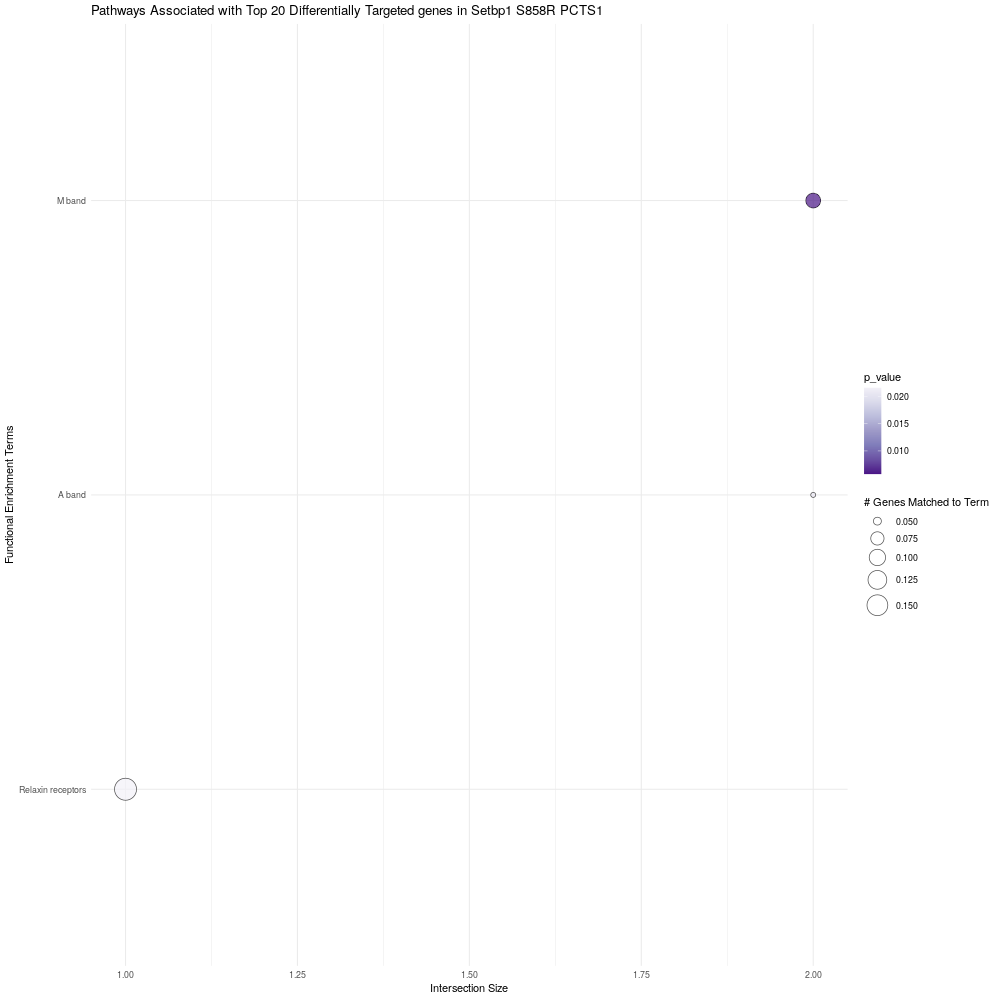 Pathways Associated with Top 20 Differentially Targeted genes in Setbp1 S858R PCTS1
Functional Enrichment Terms
M band
A band
Relaxin receptors
1.00
1.25
1.50
1.75
2.00
Intersection Size
p_value
0.020
0.015
0.010
# Genes Matched to Term
0.050
0.075
0.100
0.125
0.150